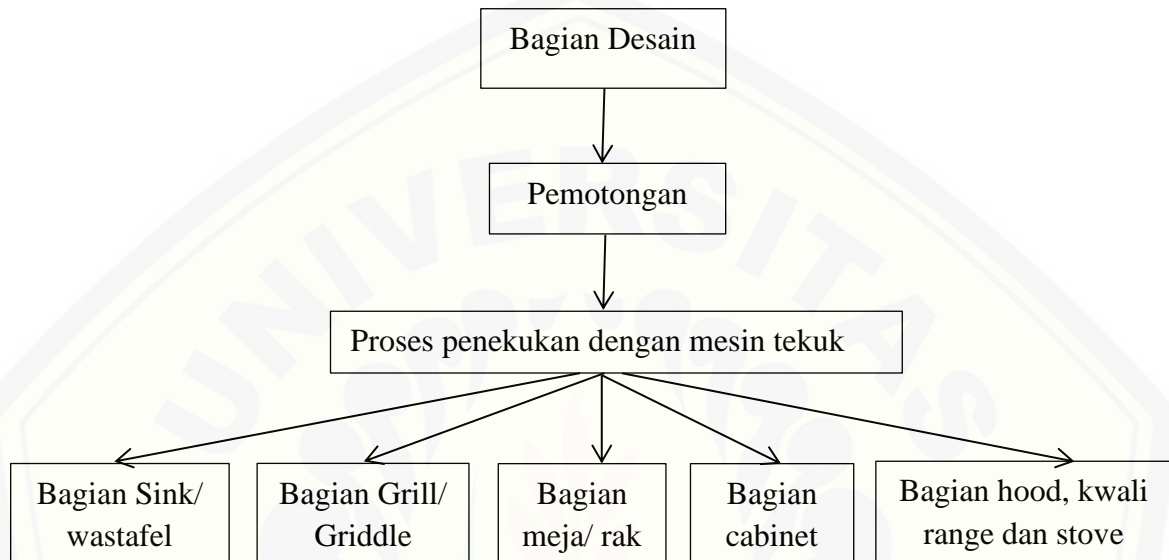 Bagian Desain
Pemotongan
UNIVERSITAS
Proses penekukan dengan mesin tekuk
Bagian Sink/
wastafel
Bagian Grill/
Griddle
Bagian
meja/ rak
Bagian
cabinet
Bagian hood, kwali
range dan stove